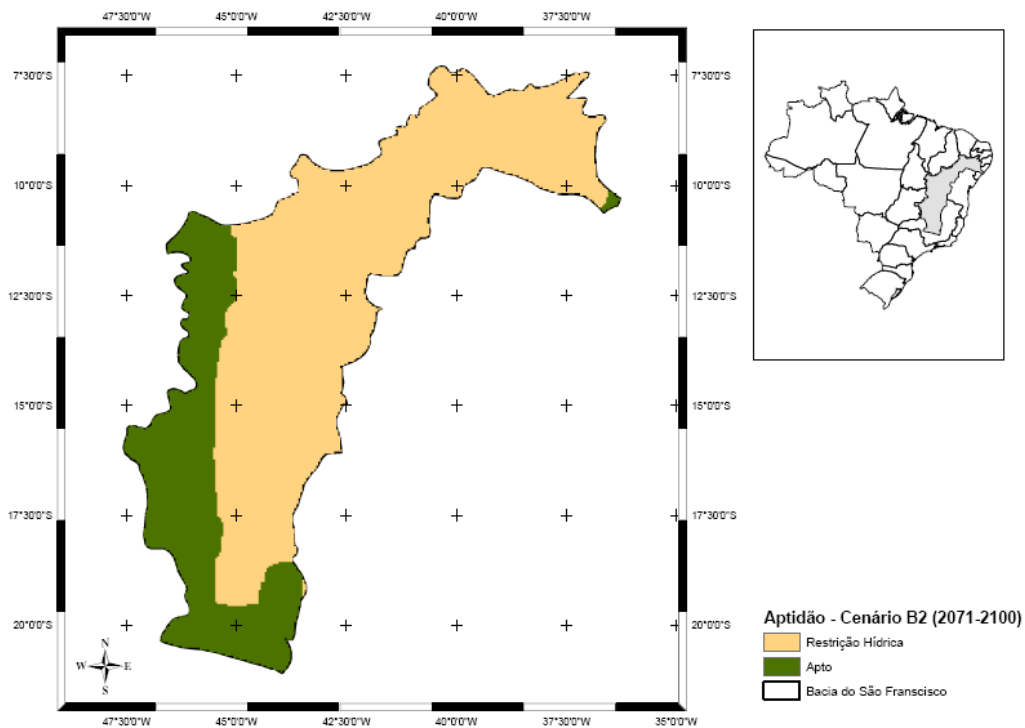 47°30'0"W 45°0'0"W 42°30'0"W 40°0'0"W 37°30'0"W
7°30'0"S 7°30'0"S
10°0'0"S 10°0'0"S
12°30'0"S 12°30'0"S
15°0'0"S 15°0'0"S
17°30'0"S 17°30'0"S
20°0'0"S 20°0'0"S
N
W E
S
47°30'0"W 45°0'0"W 42°30'0"W 40°0'0"W 37°30'0"W 35°0'0"W
Aptidão - Cenário B2 (2071-2100)
Restrição Hídrica
Apto
Bacia do São Franscisco